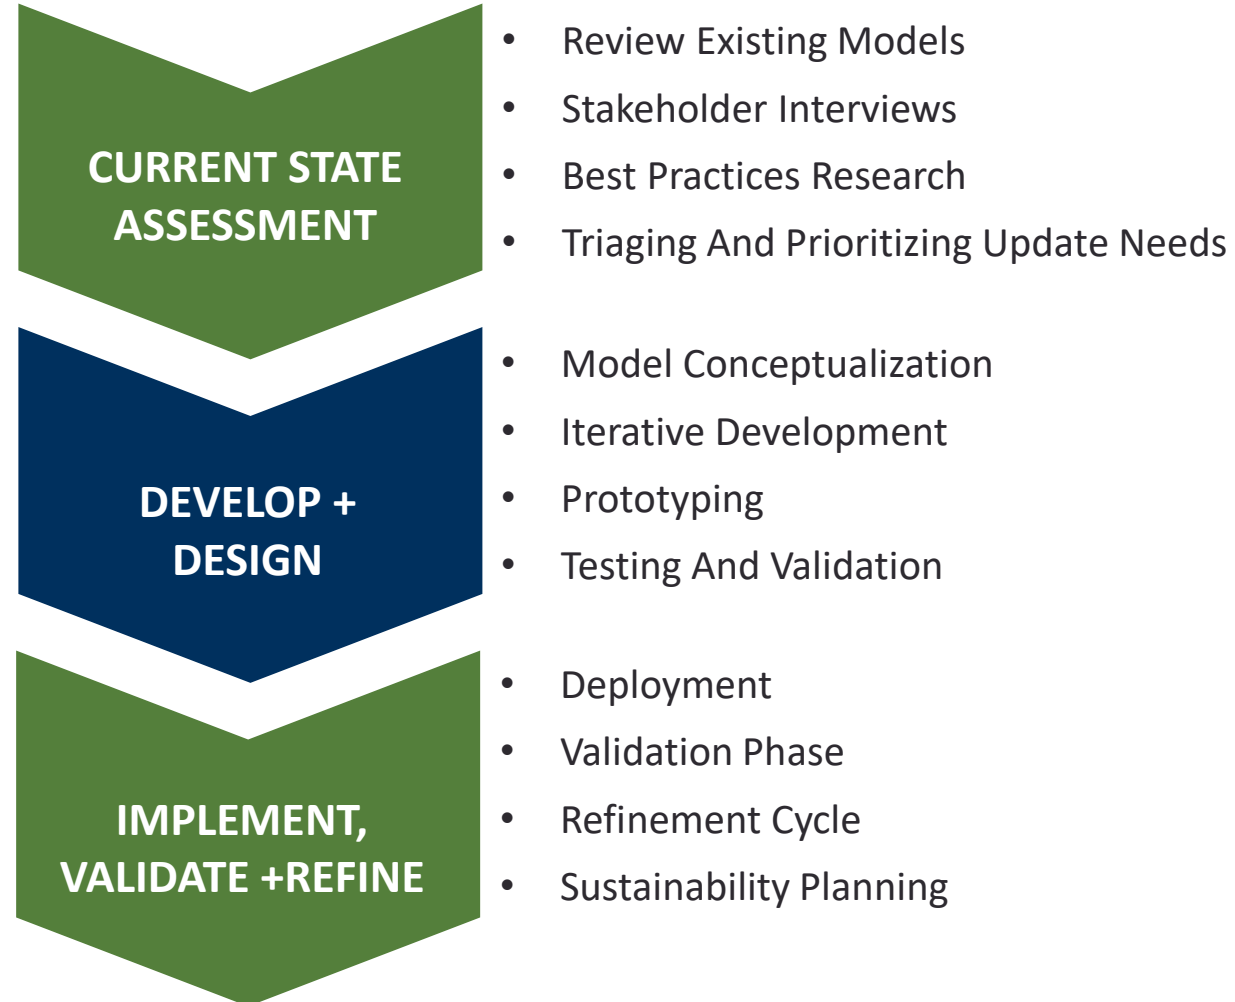 CURRENT STATE
ASSESSMENT
• Review Existing Models
• Stakeholder Interviews
• Best Practices Research
• Triaging And Prioritizing Update Needs
DEVELOP +
DESIGN
• Model Conceptualization
• Iterative Development
• Prototyping
• Testing And Validation
IMPLEMENT,
VALIDATE +REFINE
• Deployment
• Validation Phase
• Refinement Cycle
• Sustainability Planning